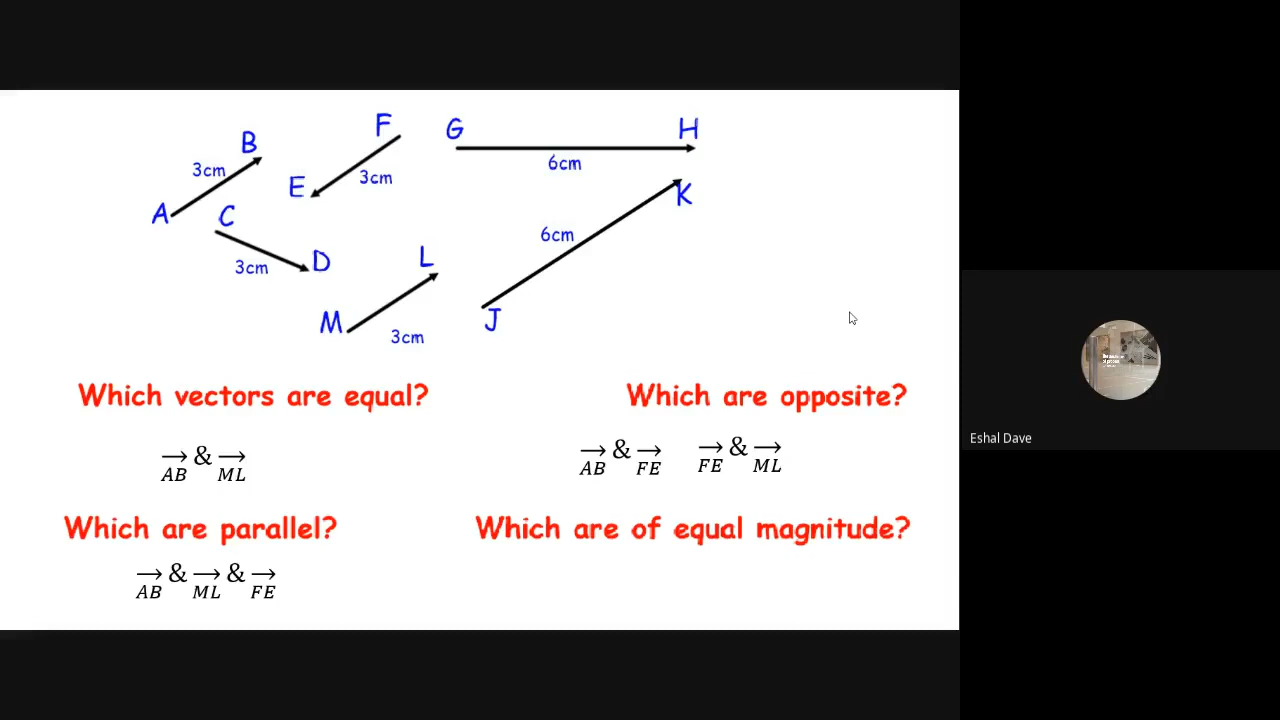 F
G
H
B
3cm
3cm
6cm
E
K
A
C
6cm
L
D
3cm
M
J
3cm
Which vectors are equal?
Which are opposite?
→ & →
AB ML
→ & →
AB FE
→ & →
FE ML
Eshal Dave
Which are parallel?
Which are of equal magnitude?
→ & → & →
AB ML FE